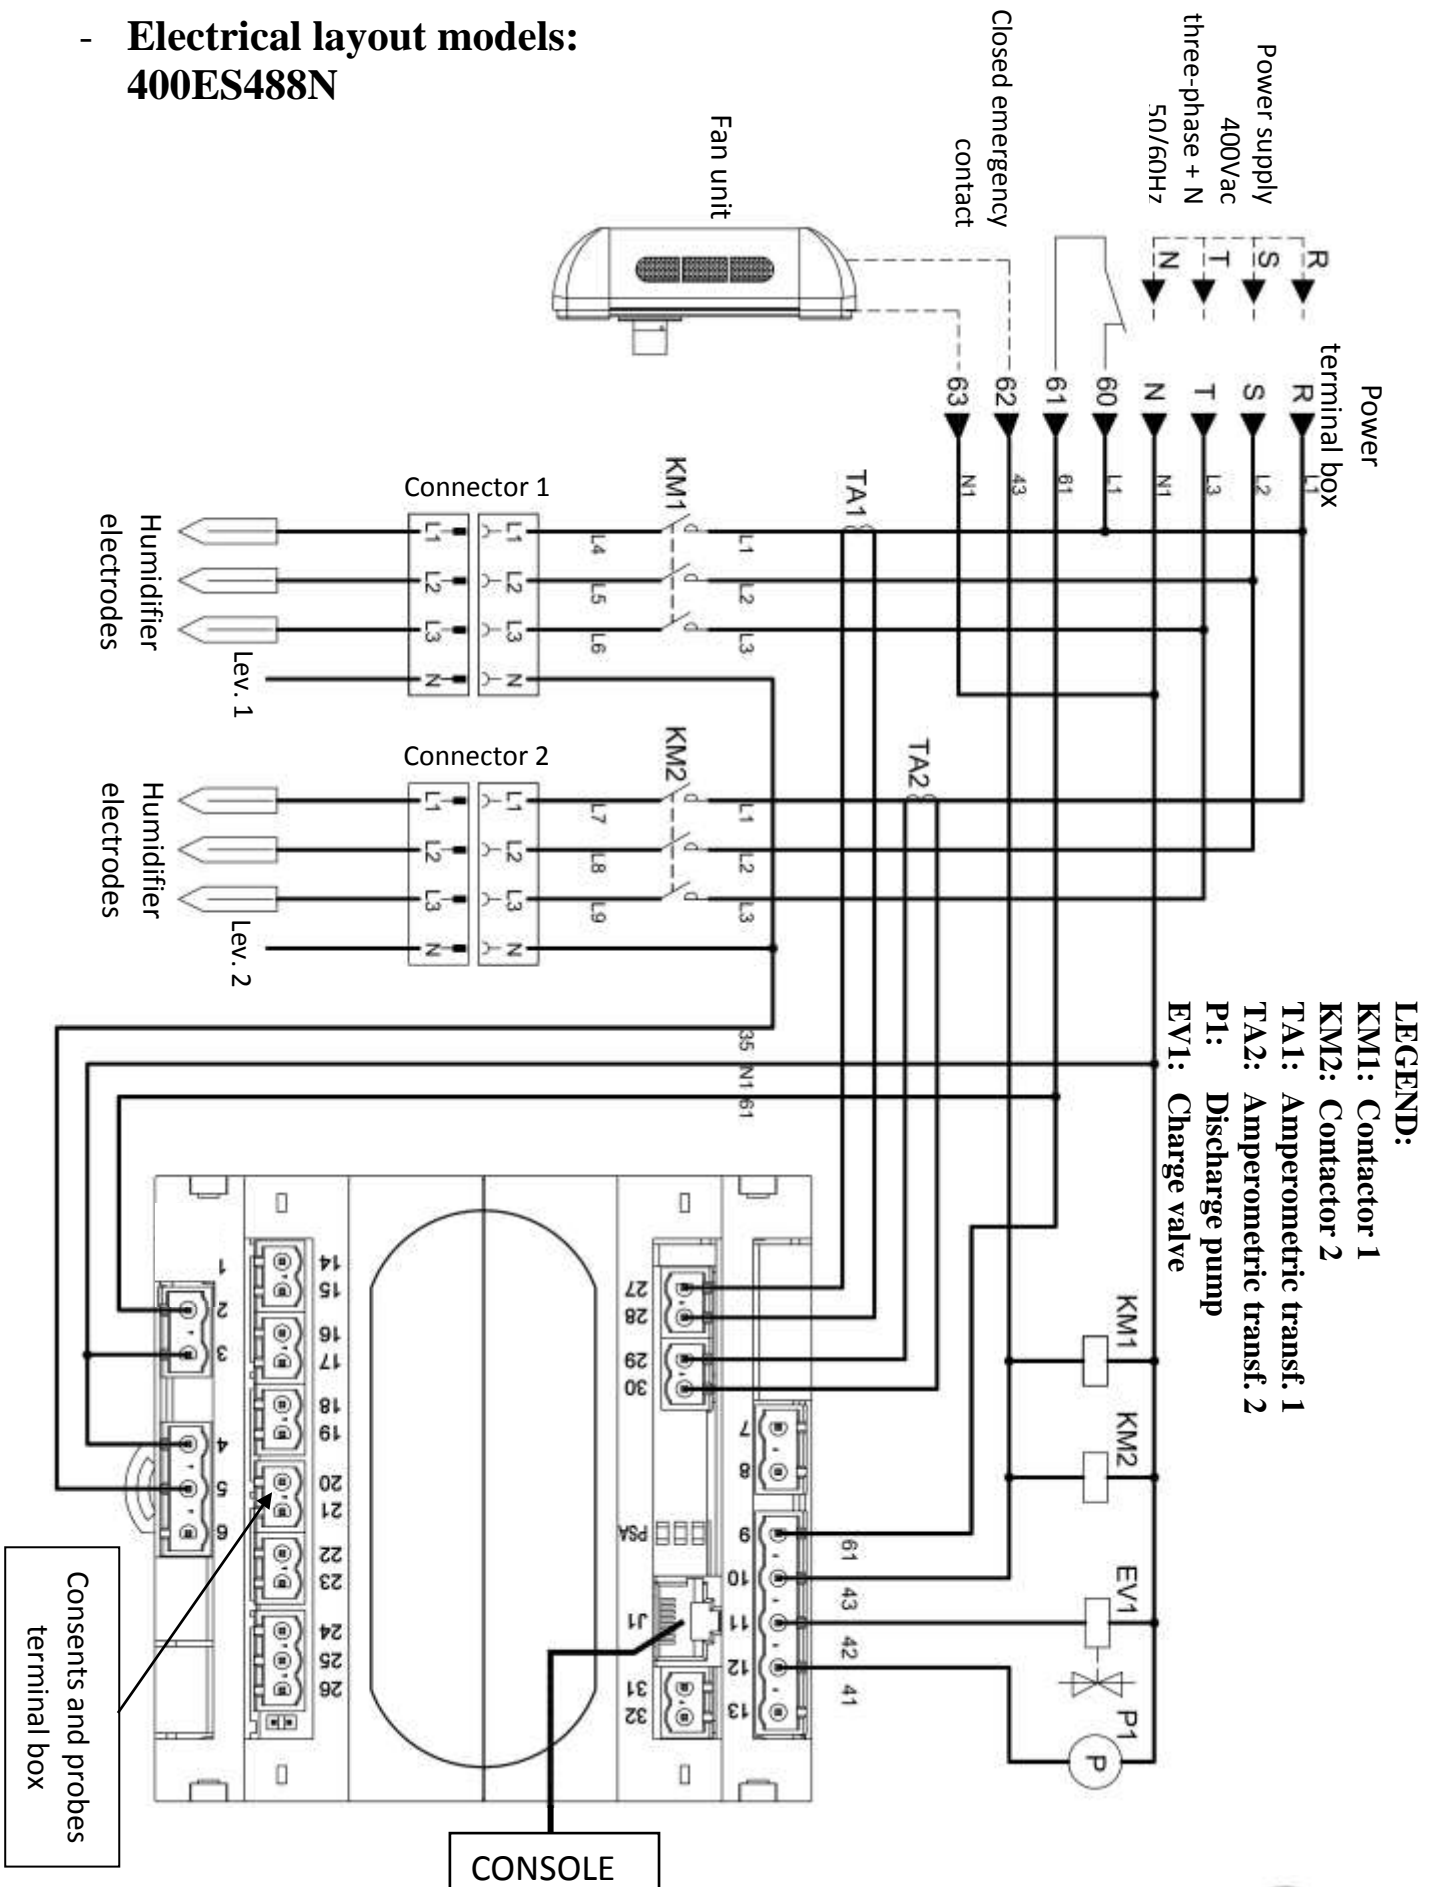 - Electrical layout models:
400ES488N
Power supply
400Vac
three-phase + N
50/60Hz
Closed emergency
contact
Fan unit
R
S
T
N
Power
terminal box
R
S
T
N
60
61
62
63
L1
L2
L3
N1
L1
61
43
N1
TA1
KM1
Connector 1
L1
L2
L3
L4
L5
L6
L1
L2
L3
N
L1
L2
L3
N
Humidifier
electrodes
Lev. 1
TA2
KM2
Connector 2
L1
L2
L3
L7
L8
L9
L1
L2
L3
N
L1
L2
L3
N
Humidifier
electrodes
Lev. 2
35
N1
61
LEGEND:
KM1: Contactor 1
KM2: Contactor 2
TA1: Amperometric transf. 1
TA2: Amperometric transf. 2
P1: Discharge pump
EV1: Charge valve
KM1
KM2
EV1
P1
P
1
2
3
4
5
6
14
15
16
17
18
19
20
21
22
23
24
25
26
27
28
29
30
PSA
J1
31
32
7
8
9
10
11
12
13
61
43
42
41
Consents and probes
terminal box
CONSOLE